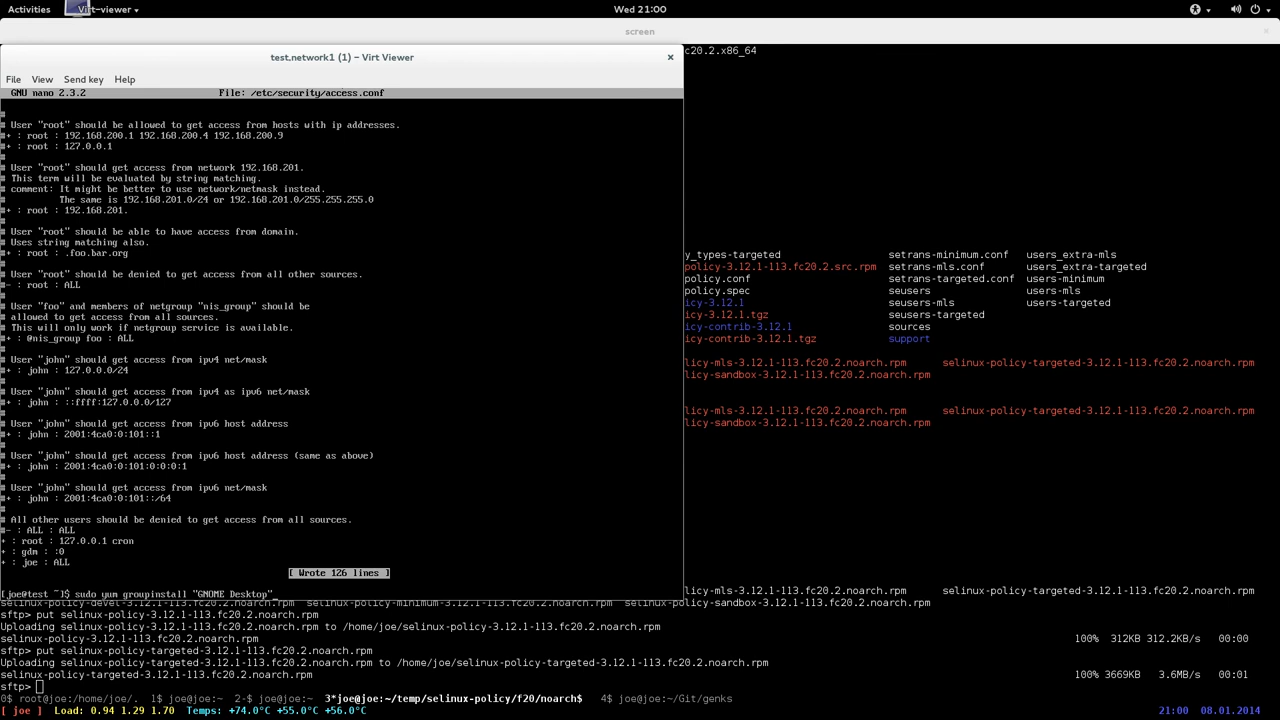 Activities Virt-viewer Wed 21:00
screen
test.network1 (1) - Virt Viewer
File View Send key Help
GNU nano 2.3.2 File: /etc/security/access.conf
#
# User "root" should be allowed to get access from hosts with ip addresses.
#+ : root : 192.168.200.1 192.168.200.4 192.168.200.9
#+ : root : 127.0.0.1
#
# User "root" should get access from network 192.168.201.
# This term will be evaluated by string matching.
# comment: It might be better to use network/netmask instead.
# The same is 192.168.201.0/24 or 192.168.201.0/255.255.255.0
#+ : root : 192.168.201.
#
# User "root" should be able to have access from domain.
# Uses string matching also.
#+ : root : .foo.bar.org
#
# User "root" should be denied to get access from all other sources.
#- : root : ALL
#
# User "foo" and members of netgroup "nis_group" should be
# allowed to get access from all sources.
# This will only work if netgroup service is available.
#+ : @nis_group foo : ALL
#
# User "john" should get access from ipv4 net/mask
#+ : john : 127.0.0.0/24
#
# User "john" should get access from ipv4 as ipv6 net/mask
#+ : john : ::ffff:127.0.0.0/127
#
# User "john" should get access from ipv6 host address
#+ : john : 2001:4ca0:0:101::1
#
# User "john" should get access from ipv6 host address (same as above)
#+ : john : 2001:4ca0:0:101:0:0:0:1
#
# User "john" should get access from ipv6 net/mask
#+ : john : 2001:4ca0:0:101::/64
#
# All other users should be denied to get access from all sources.
#- : ALL : ALL
+ : root : 127.0.0.1 cron
+ : gdm : :0
+ : joe : ALL
[ Wrote 126 lines ]
[joe@test ~]$ sudo yum groupinstall "GNOME Desktop"_
c20.2.x86_64
y_types-targeted setrans-minimum.conf users_extra-mls
policy-3.12.1-113.fc20.2.src.rpm setrans-mls.conf users_extra-targeted
policy.conf setrans-targeted.conf users-minimum
policy.spec seusers users-mls
icy-3.12.1 seusers-mls users-targeted
icy-3.12.1.tgz seusers-targeted
icy-contrib-3.12.1 sources
icy-contrib-3.12.1.tgz support
licy-mls-3.12.1-113.fc20.2.noarch.rpm selinux-policy-targeted-3.12.1-113.fc20.2.noarch.rpm
licy-sandbox-3.12.1-113.fc20.2.noarch.rpm
licy-mls-3.12.1-113.fc20.2.noarch.rpm selinux-policy-targeted-3.12.1-113.fc20.2.noarch.rpm
licy-sandbox-3.12.1-113.fc20.2.noarch.rpm
licy-mls-3.12.1-113.fc20.2.noarch.rpm selinux-policy-targeted-3.12.1-113.fc20.2.noarch.rpm
selinux-policy-devel-3.12.1-113.fc20.2.noarch.rpm selinux-policy-minimum-3.12.1-113.fc20.2.noarch.rpm selinux-policy-sandbox-3.12.1-113.fc20.2.noarch.rpm
sftp> put selinux-policy-3.12.1-113.fc20.2.noarch.rpm
Uploading selinux-policy-3.12.1-113.fc20.2.noarch.rpm to /home/joe/selinux-policy-3.12.1-113.fc20.2.noarch.rpm
selinux-policy-3.12.1-113.fc20.2.noarch.rpm 100% 312KB 312.2KB/s 00:00
sftp> put selinux-policy-targeted-3.12.1-113.fc20.2.noarch.rpm
Uploading selinux-policy-targeted-3.12.1-113.fc20.2.noarch.rpm to /home/joe/selinux-policy-targeted-3.12.1-113.fc20.2.noarch.rpm
selinux-policy-targeted-3.12.1-113.fc20.2.noarch.rpm 100% 3669KB 3.6MB/s 00:01
sftp>
0$ root@joe:/home/joe/. 1$ joe@joe:~ 2-$ joe@joe:~ 3*joe@joe:~/temp/selinux-policy/f20/noarch$ 4$ joe@joe:~/Git/genks
[ joe ] Load: 0.94 1.29 1.70 Temps: +74.0°C +55.0°C +56.0°C 21:00 08.01.2014